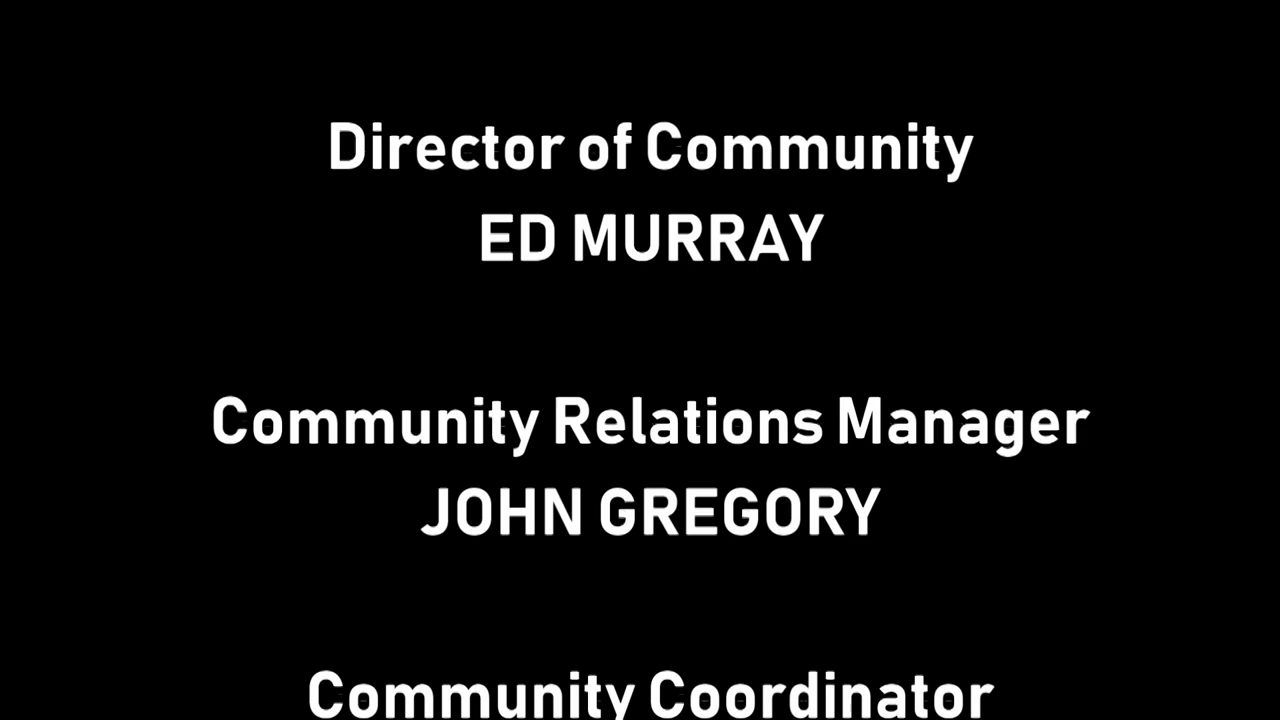 Director of Community
ED MURRAY
Community Relations Manager
JOHN GREGORY
Community Coordinator